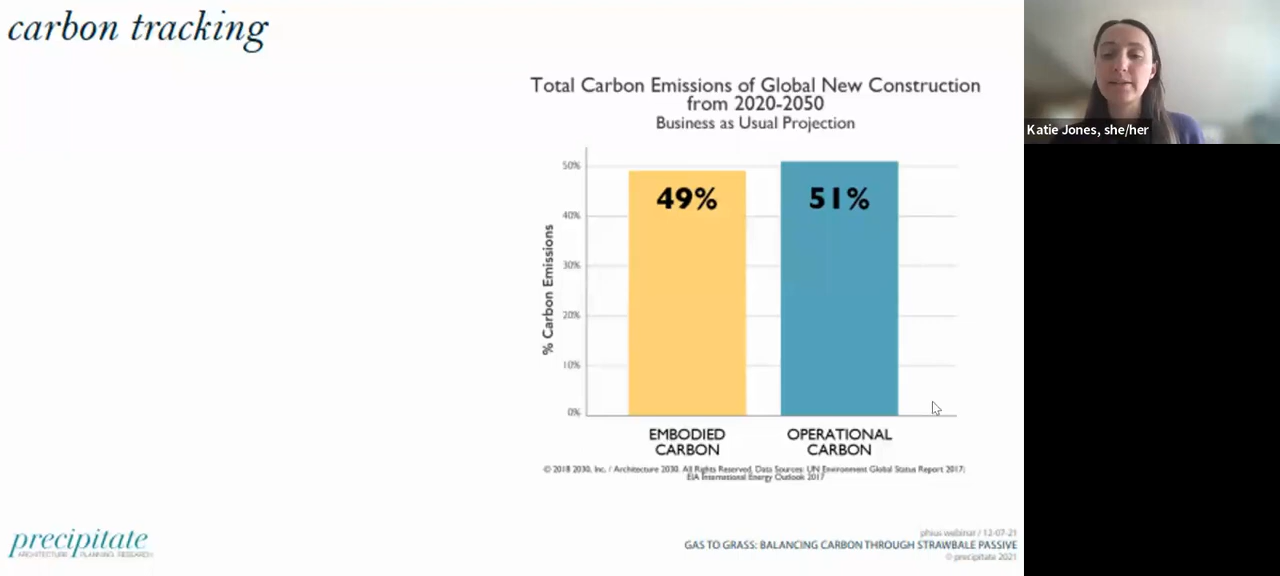 carbon tracking
Total Carbon Emissions of Global New Construction
from 2020-2050
Business as Usual Projection
50%
40%
30%
20%
10%
0%
% Carbon Emissions
49%
51%
EMBODIED
CARBON
OPERATIONAL
CARBON
© 2018 2030, Inc. / Architecture 2030. All Rights Reserved. Data Sources: UN Environment Global Status Report 2017;
EIA International Energy Outlook 2017
precipitate
ARCHITECTURE PLANNING RESEARCH
phius webinar / 12-07-21
GAS TO GRASS: BALANCING CARBON THROUGH STRAWBALE PASSIVE
© precipitate 2021
Katie Jones, she/her